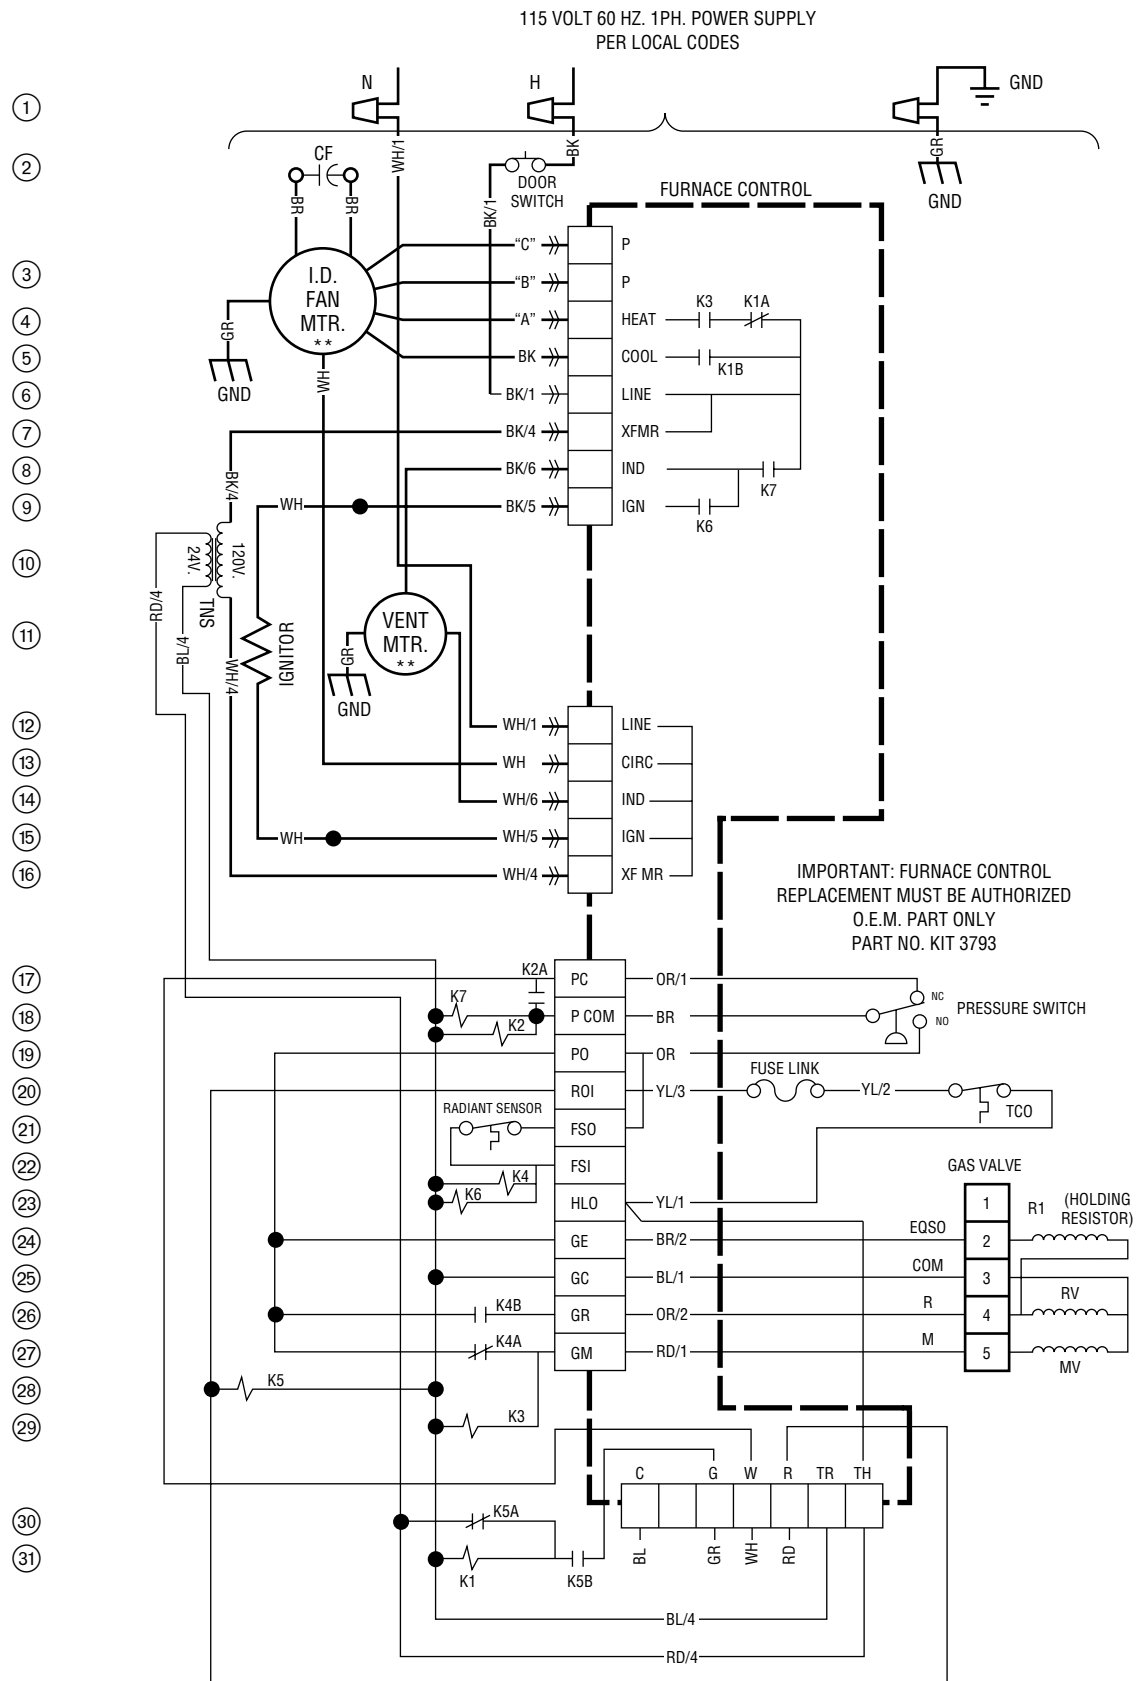 115 VOLT 60 HZ. 1PH. POWER SUPPLY
PER LOCAL CODES
N
H
GND
1
WH/1
BK
GR
2
CF
DOOR
SWITCH
GND
BR
BR
BK/1
FURNACE CONTROL
"C"
P
3
I.D.
FAN
MTR.
**
"B"
P
K3
K1A
4
"A"
HEAT
GR
5
BK
COOL
K1B
GND
WH
6
BK/1
LINE
7
BK/4
XFMR
8
BK/6
IND
K7
BK/4
9
WH
BK/5
IGN
K6
10
24V.
120V.
RD/4
TNS
11
BL/4
WH/4
IGNITOR
VENT
MTR.
**
GR
GND
12
WH/1
LINE
13
WH
CIRC
14
WH/6
IND
15
WH
WH/5
IGN
16
WH/4
XF MR
IMPORTANT: FURNACE CONTROL
REPLACEMENT MUST BE AUTHORIZED
O.E.M. PART ONLY
PART NO. KIT 3793
17
K2A
PC
OR/1
NC
18
K7
K2
P COM
BR
PRESSURE SWITCH
NO
19
PO
OR
20
ROI
YL/3
FUSE LINK
YL/2
TCO
21
RADIANT SENSOR
FSO
22
FSI
K4
GAS VALVE
23
K6
HLO
YL/1
1
R1
(HOLDING
RESISTOR)
24
GE
BR/2
EQSO
2
25
GC
BL/1
COM
3
26
K4B
GR
OR/2
R
4
RV
27
K4A
GM
RD/1
M
5
MV
28
K5
29
K3
C
G
W
R
TR
TH
30
K5A
31
K1
K5B
BL
GR
WH
RD
BL/4
RD/4